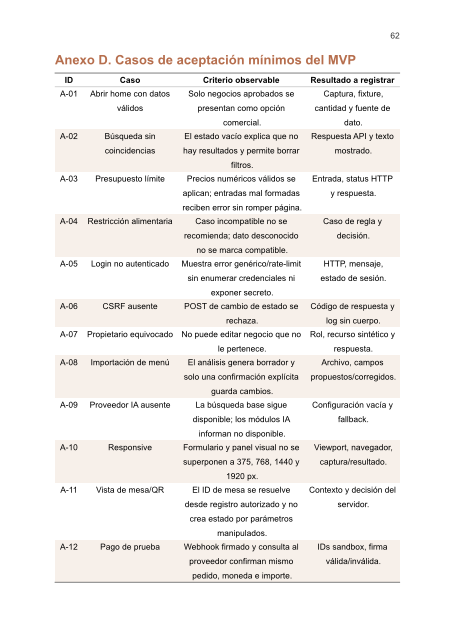 62
Anexo D. Casos de aceptación mínimos del MVP
ID Caso Criterio observable Resultado a registrar
A-01 Abrir home con datos válidos Solo negocios aprobados se presentan como opción comercial. Captura, fixture, cantidad y fuente de dato.
A-02 Búsqueda sin coincidencias El estado vacío explica que no hay resultados y permite borrar filtros. Respuesta API y texto mostrado.
A-03 Presupuesto límite Precios numéricos válidos se aplican; entradas mal formadas reciben error sin romper página. Entrada, status HTTP y respuesta.
A-04 Restricción alimentaria Caso incompatible no se recomienda; dato desconocido no se marca compatible. Caso de regla y decisión.
A-05 Login no autenticado Muestra error genérico/rate-limit sin enumerar credenciales ni exponer secreto. HTTP, mensaje, estado de sesión.
A-06 CSRF ausente POST de cambio de estado se rechaza. Código de respuesta y log sin cuerpo.
A-07 Propietario equivocado No puede editar negocio que no le pertenece. Rol, recurso sintético y respuesta.
A-08 Importación de menú El análisis genera borrador y solo una confirmación explícita guarda cambios. Archivo, campos propuestos/corregidos.
A-09 Proveedor IA ausente La búsqueda base sigue disponible; los módulos IA informan no disponible. Configuración vacía y fallback.
A-10 Responsive Formulario y panel visual no se superponen a 375, 768, 1440 y 1920 px. Viewport, navegador, captura/resultado.
A-11 Vista de mesa/QR El ID de mesa se resuelve desde registro autorizado y no crea estado por parámetros manipulados. Contexto y decisión del servidor.
A-12 Pago de prueba Webhook firmado y consulta al proveedor confirman mismo pedido, moneda e importe. IDs sandbox, firma válida/inválida.